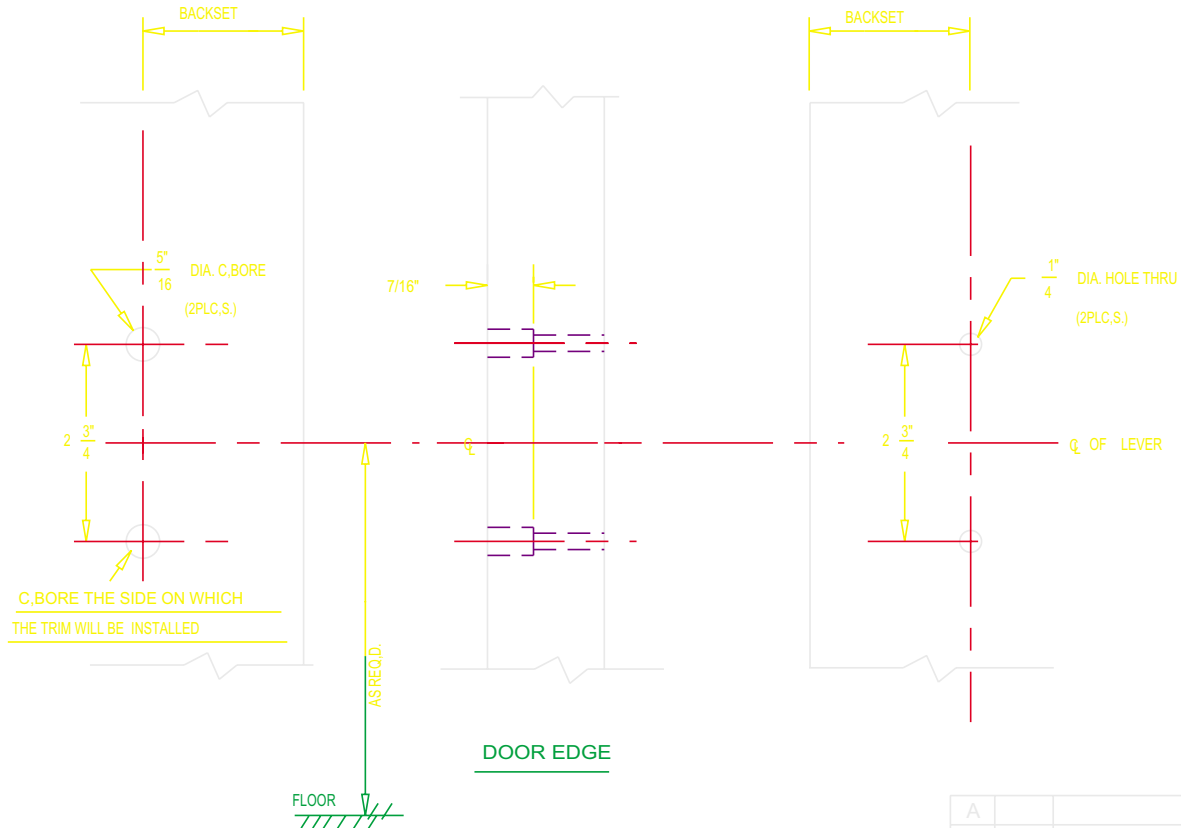 BACKSET
BACKSET
5"
16
DIA. C,BORE
(2PLC,S.)
7/16"
1"
4
DIA. HOLE THRU
(2PLC,S.)
2 3"
4
℄
2 3"
4
℄ OF LEVER
C,BORE THE SIDE ON WHICH
THE TRIM WILL BE INSTALLED
AS REQ,D.
DOOR EDGE
FLOOR
A